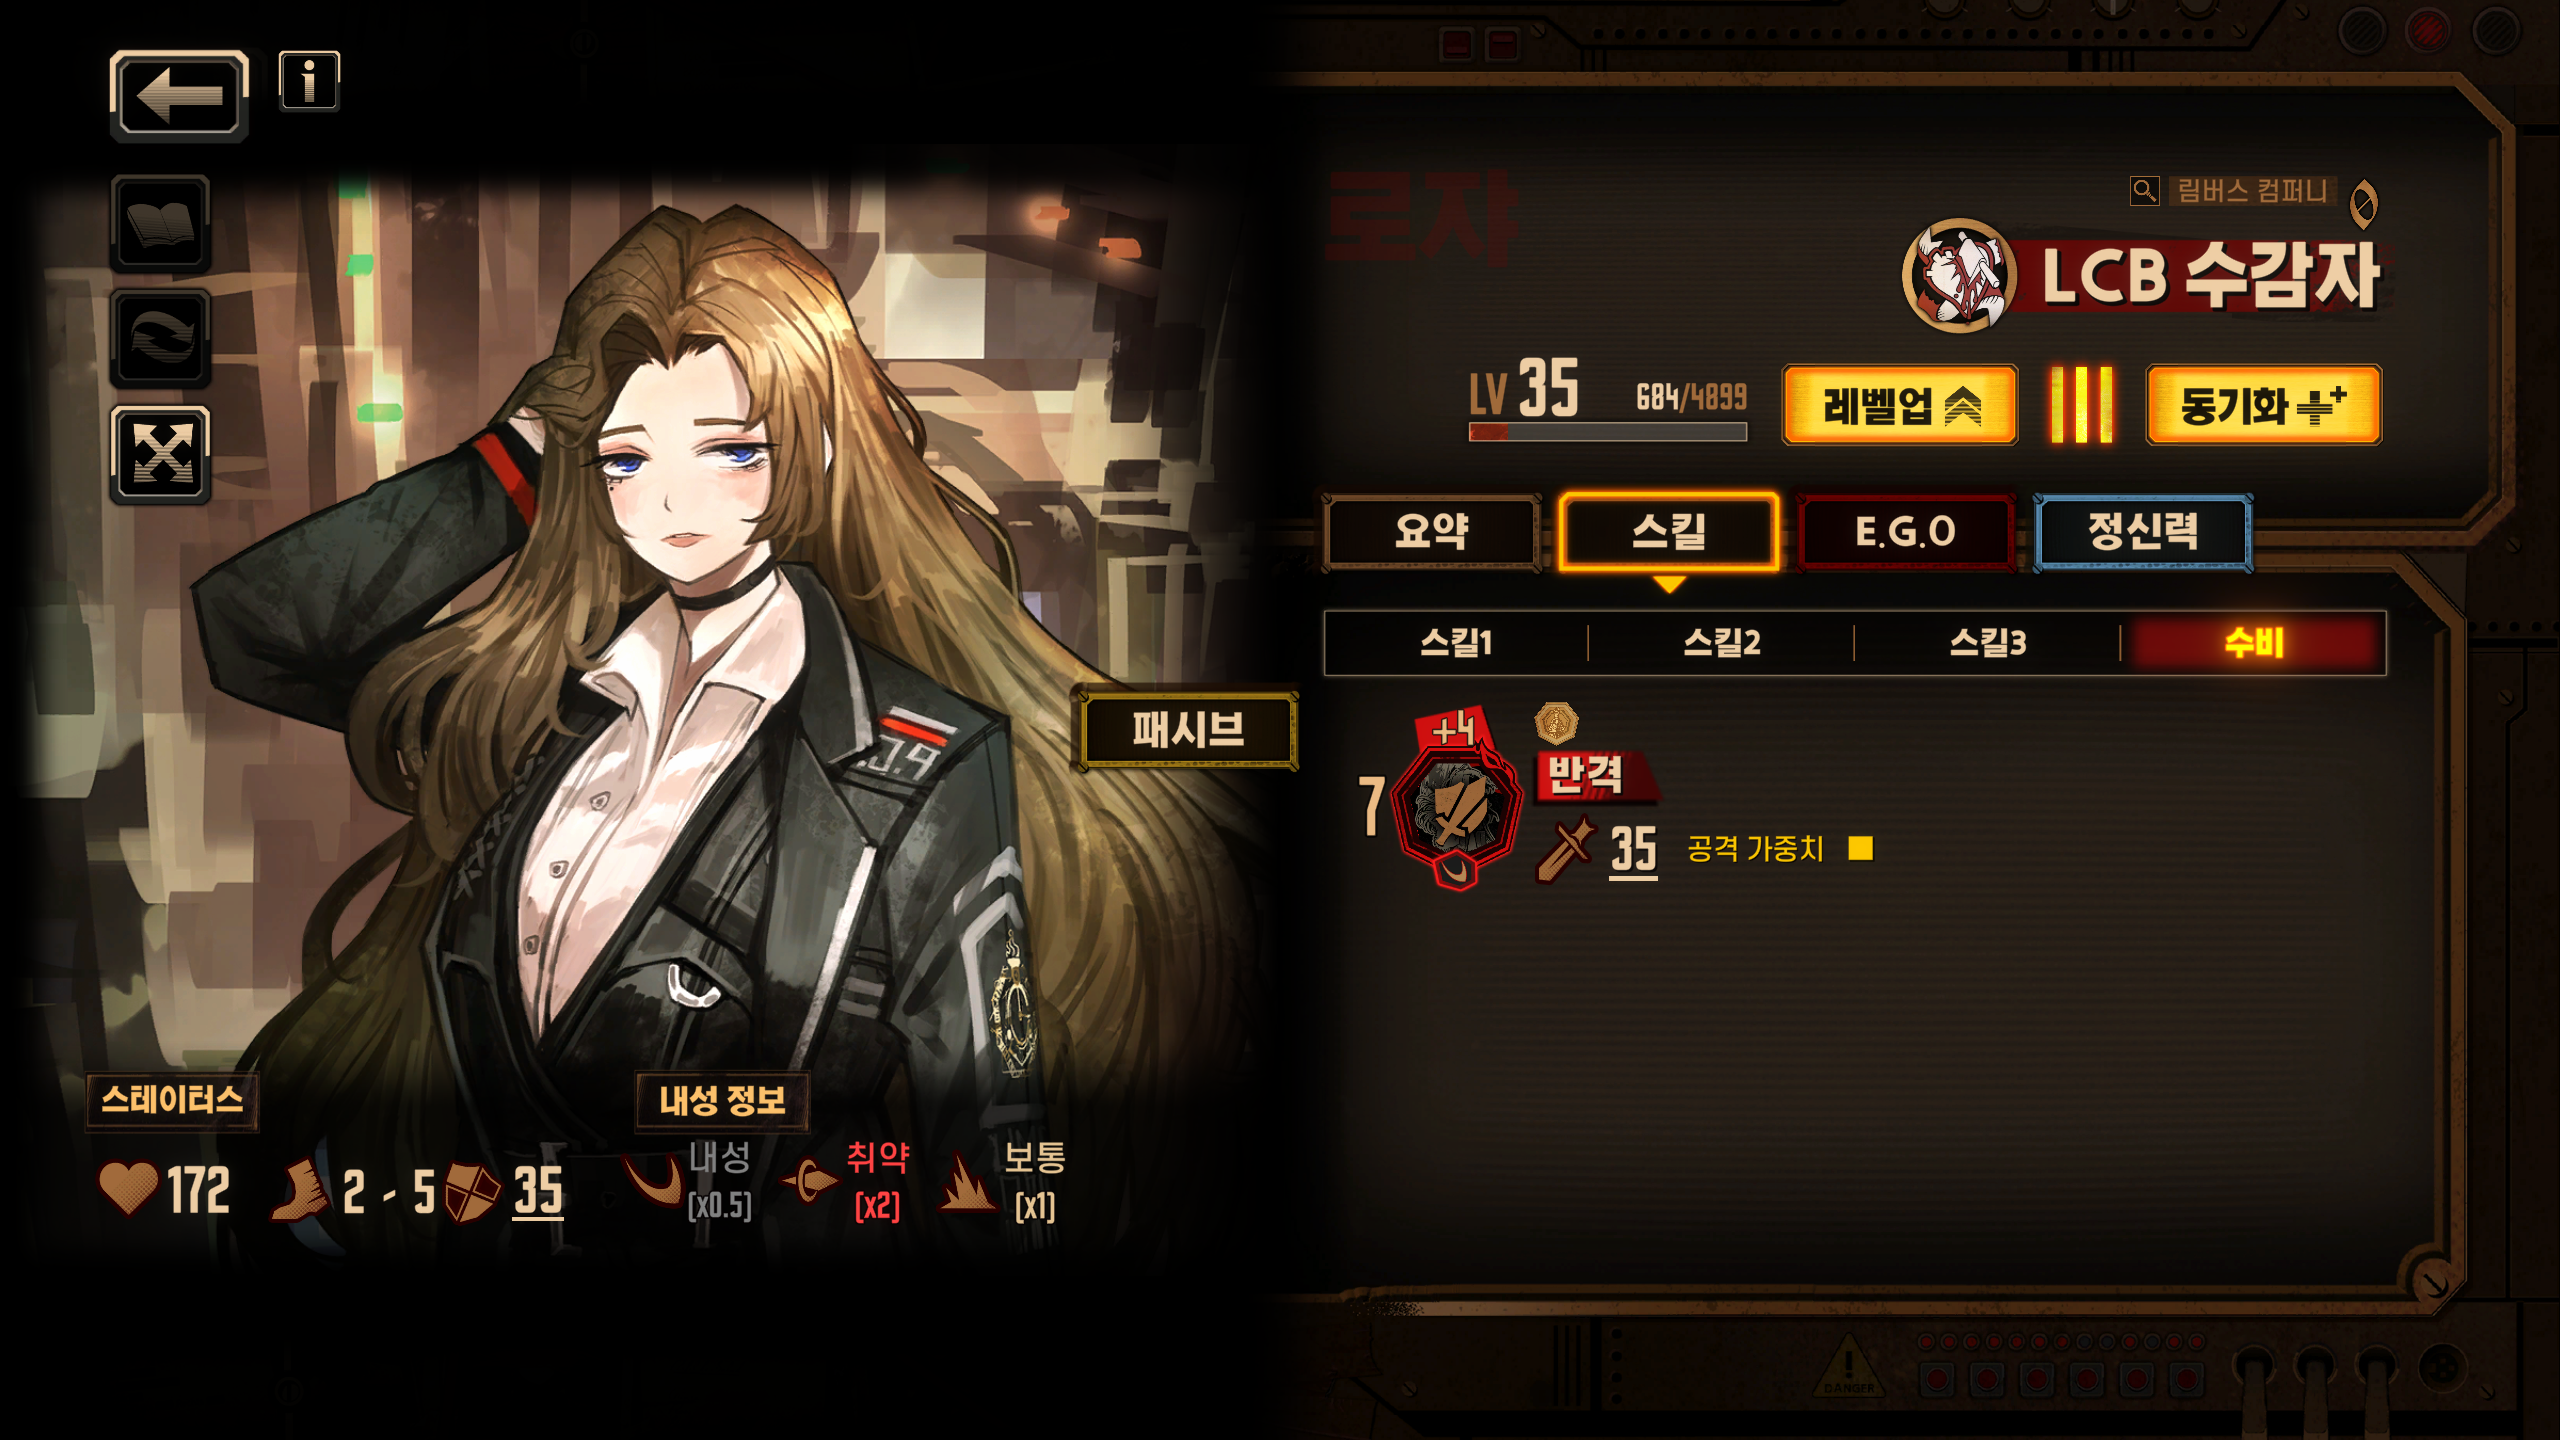 로쟈
림버스 컴퍼니
LCB 수감자
LV 35 684/4899
레벨업
동기화
요약
스킬
E.G.O
정신력
스킬1
스킬2
스킬3
수비
패시브
+4
7
반격
35 공격 가중치
스테이터스
172
2 - 5
35
내성 정보
내성
[x0.5]
취약
[x2]
보통
[x1]
DANGER